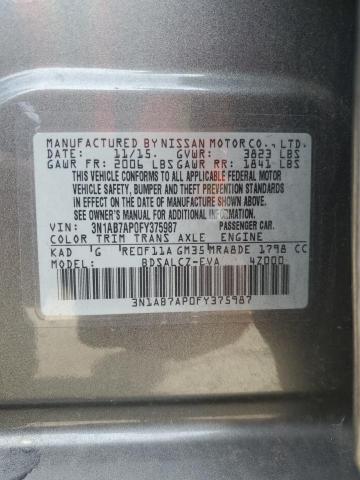 MANUFACTURED BY NISSAN MOTOR CO., LTD.
DATE: 11/15. GVWR: 3823 LBS
GAWR FR: 2006 LBS GAWR RR: 1841 LBS
THIS VEHICLE CONFORMS TO ALL APPLICABLE FEDERAL MOTOR
VEHICLE SAFETY, BUMPER AND THEFT PREVENTION STANDARDS
IN EFFECT ON THE DATE OF MANUFACTURE SHOWN ABOVE.
SEE OWNER'S MANUAL FOR ADDITIONAL INFORMATION.
VIN: 3N1AB7AP0FY375987 PASSENGER CAR.
COLOR TRIM TRANS AXLE ENGINE
KAD G RE0F11A GM35 MRA8DE 1798 CC
MODEL: BDSALCZ-EVA 4Z000
3N1AB7AP0FY375987